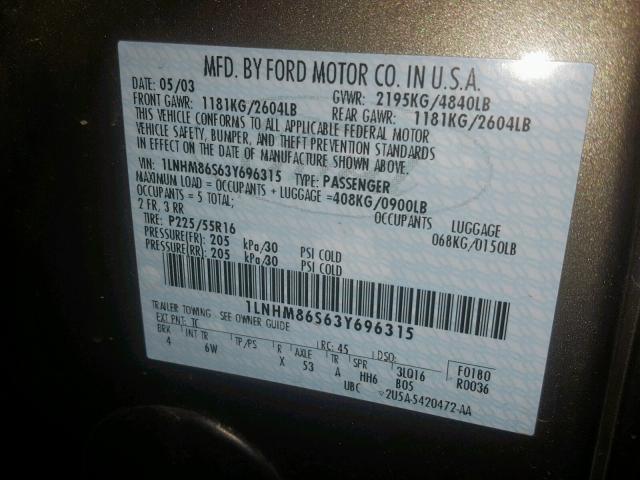 MFD. BY FORD MOTOR CO. IN U.S.A.
DATE: 05/03 GVWR: 2195KG/4840LB
FRONT GAWR: 1181KG/2604LB REAR GAWR: 1181KG/2604LB
THIS VEHICLE CONFORMS TO ALL APPLICABLE FEDERAL MOTOR
VEHICLE SAFETY, BUMPER, AND THEFT PREVENTION STANDARDS
IN EFFECT ON THE DATE OF MANUFACTURE SHOWN ABOVE.
VIN: 1LNHM86S63Y696315 TYPE: PASSENGER
MAXIMUM LOAD = OCCUPANTS + LUGGAGE =408KG/0900LB
OCCUPANTS = 5 TOTAL; OCCUPANTS LUGGAGE
2 FR, 3 RR 068KG/0150LB
TIRE: P225/55R16
PRESSURE(FR): 205 kPa/30 PSI COLD
PRESSURE(RR): 205 kPa/30 PSI COLD
1LNHM86S63Y696315
TRAILER TOWING - SEE OWNER GUIDE
EXT PNT: TC RC: 45 DSO:
BRK INT TR TP/PS R AXLE TR SPR F0180
4 6W X 53 A HH6 3L016 B05 R0036
UBC 2U5A-5420472-AA